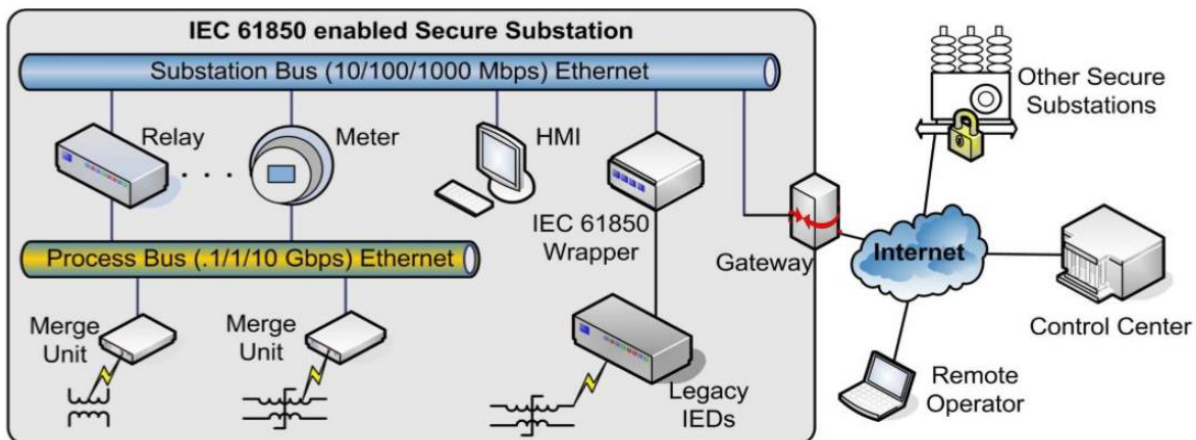 IEC 61850 enabled Secure Substation
Substation Bus (10/100/1000 Mbps) Ethernet
Relay
Meter
HMI
IEC 61850
Wrapper
Process Bus (.1/1/10 Gbps) Ethernet
Merge
Unit
Merge
Unit
Legacy
IEDs
Gateway
Internet
Other Secure
Substations
Control Center
Remote
Operator